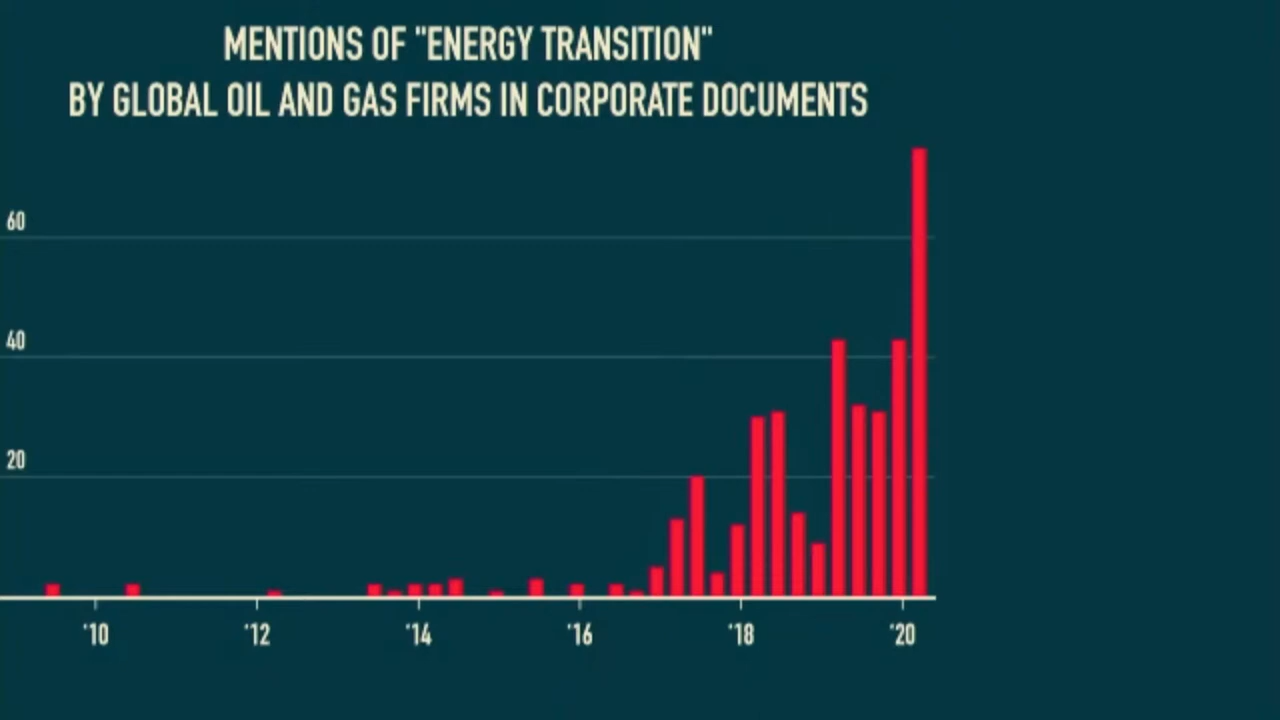 MENTIONS OF "ENERGY TRANSITION"
BY GLOBAL OIL AND GAS FIRMS IN CORPORATE DOCUMENTS
60
40
20
'10 '12 '14 '16 '18 '20